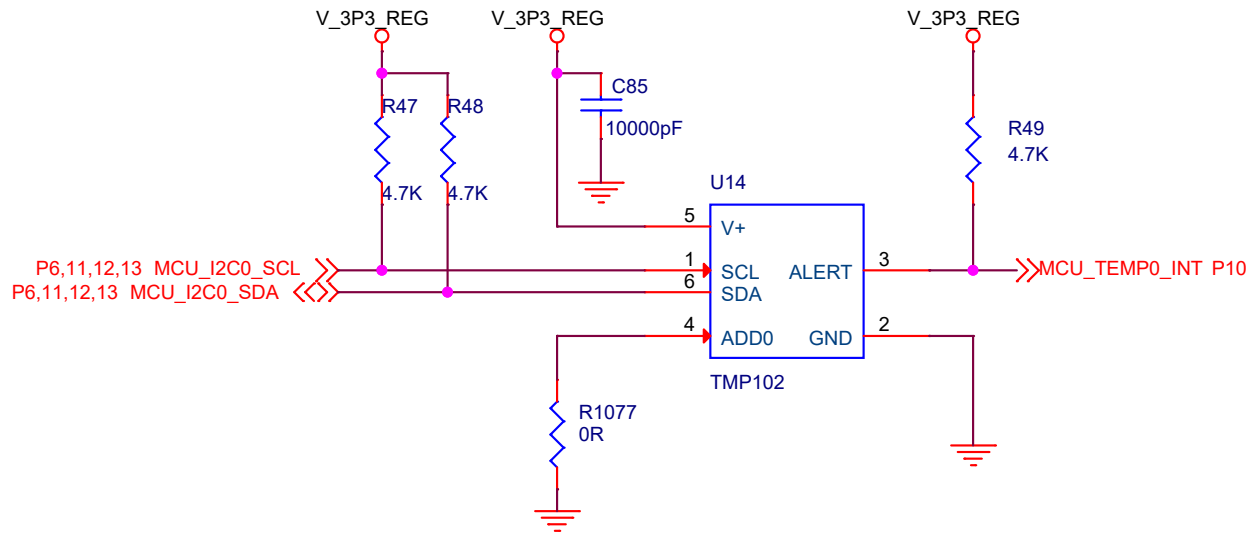 V_3P3_REG
V_3P3_REG
V_3P3_REG
R47
R48
C85
10000pF
R49
4.7K
4.7K
4.7K
U14
5
V+
P6,11,12,13 MCU_I2C0_SCL
1
SCL
ALERT
3
MCU_TEMP0_INT P10
P6,11,12,13 MCU_I2C0_SDA
6
SDA
4
ADD0
GND
2
TMP102
R1077
0R